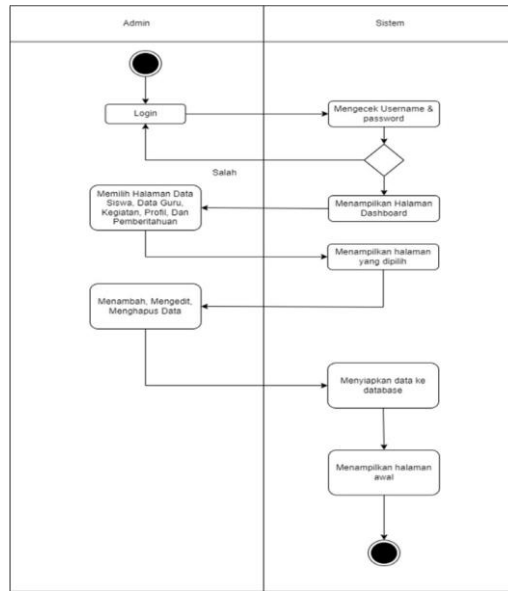 Admin
Sistem
Login
Mengecek Username &
password
Salah
Memilih Halaman Data
Siswa, Data Guru,
Kegiatan, Profil, Dan
Pemberitahuan
Menampilkan Halaman
Dashboard
Menampilkan halaman
yang dipilih
Menambah, Mengedit,
Menghapus Data
Menyiapkan data ke
database
Menampilkan halaman
awal